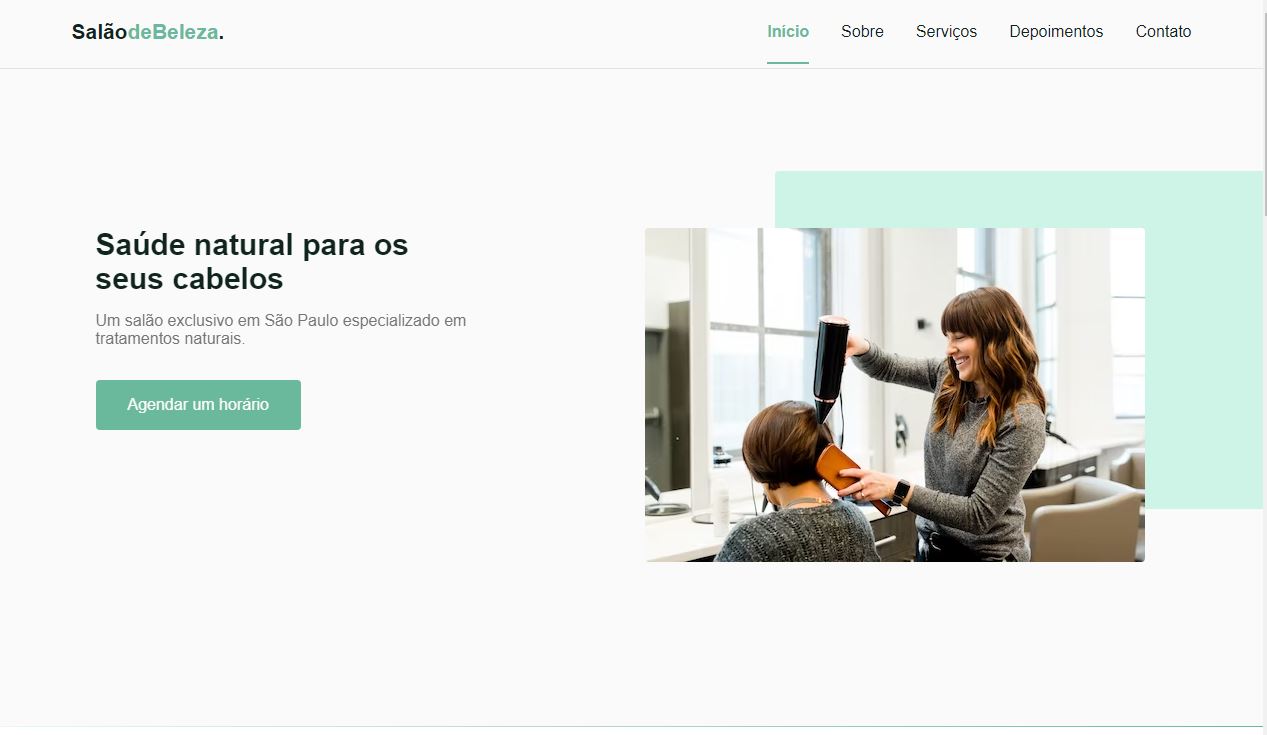 SalãodeBeleza.
Início Sobre Serviços Depoimentos Contato
Saúde natural para os
seus cabelos
Um salão exclusivo em São Paulo especializado em
tratamentos naturais.
Agendar um horário